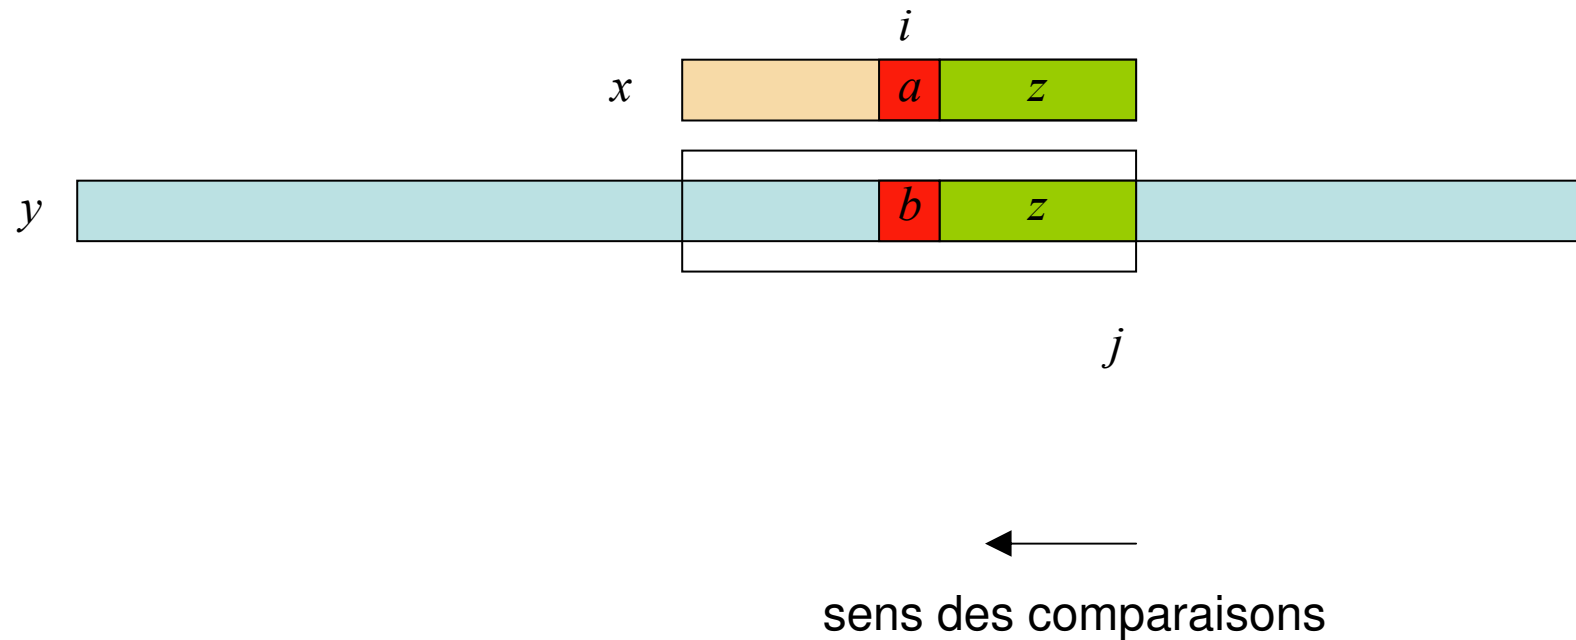 i
x a z
y b z
j
sens des comparaisons